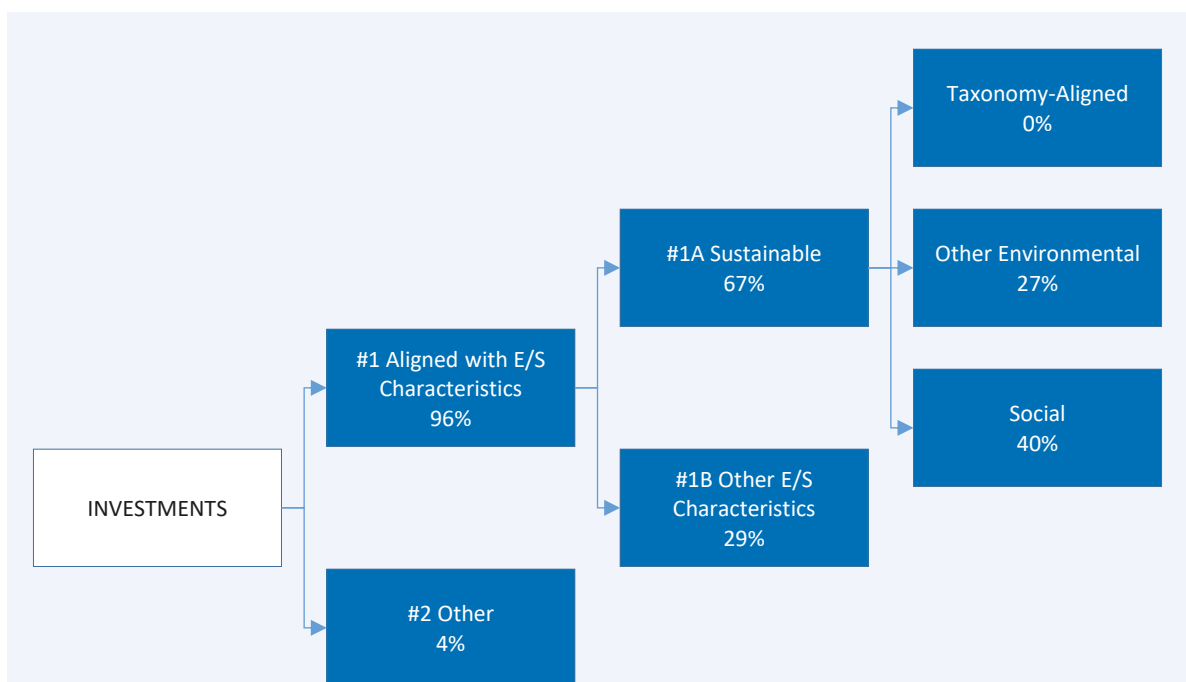 INVESTMENTS
#1 Aligned with E/S
Characteristics
96%
#2 Other
4%
#1A Sustainable
67%
#1B Other E/S
Characteristics
29%
Taxonomy-Aligned
0%
Other Environmental
27%
Social
40%